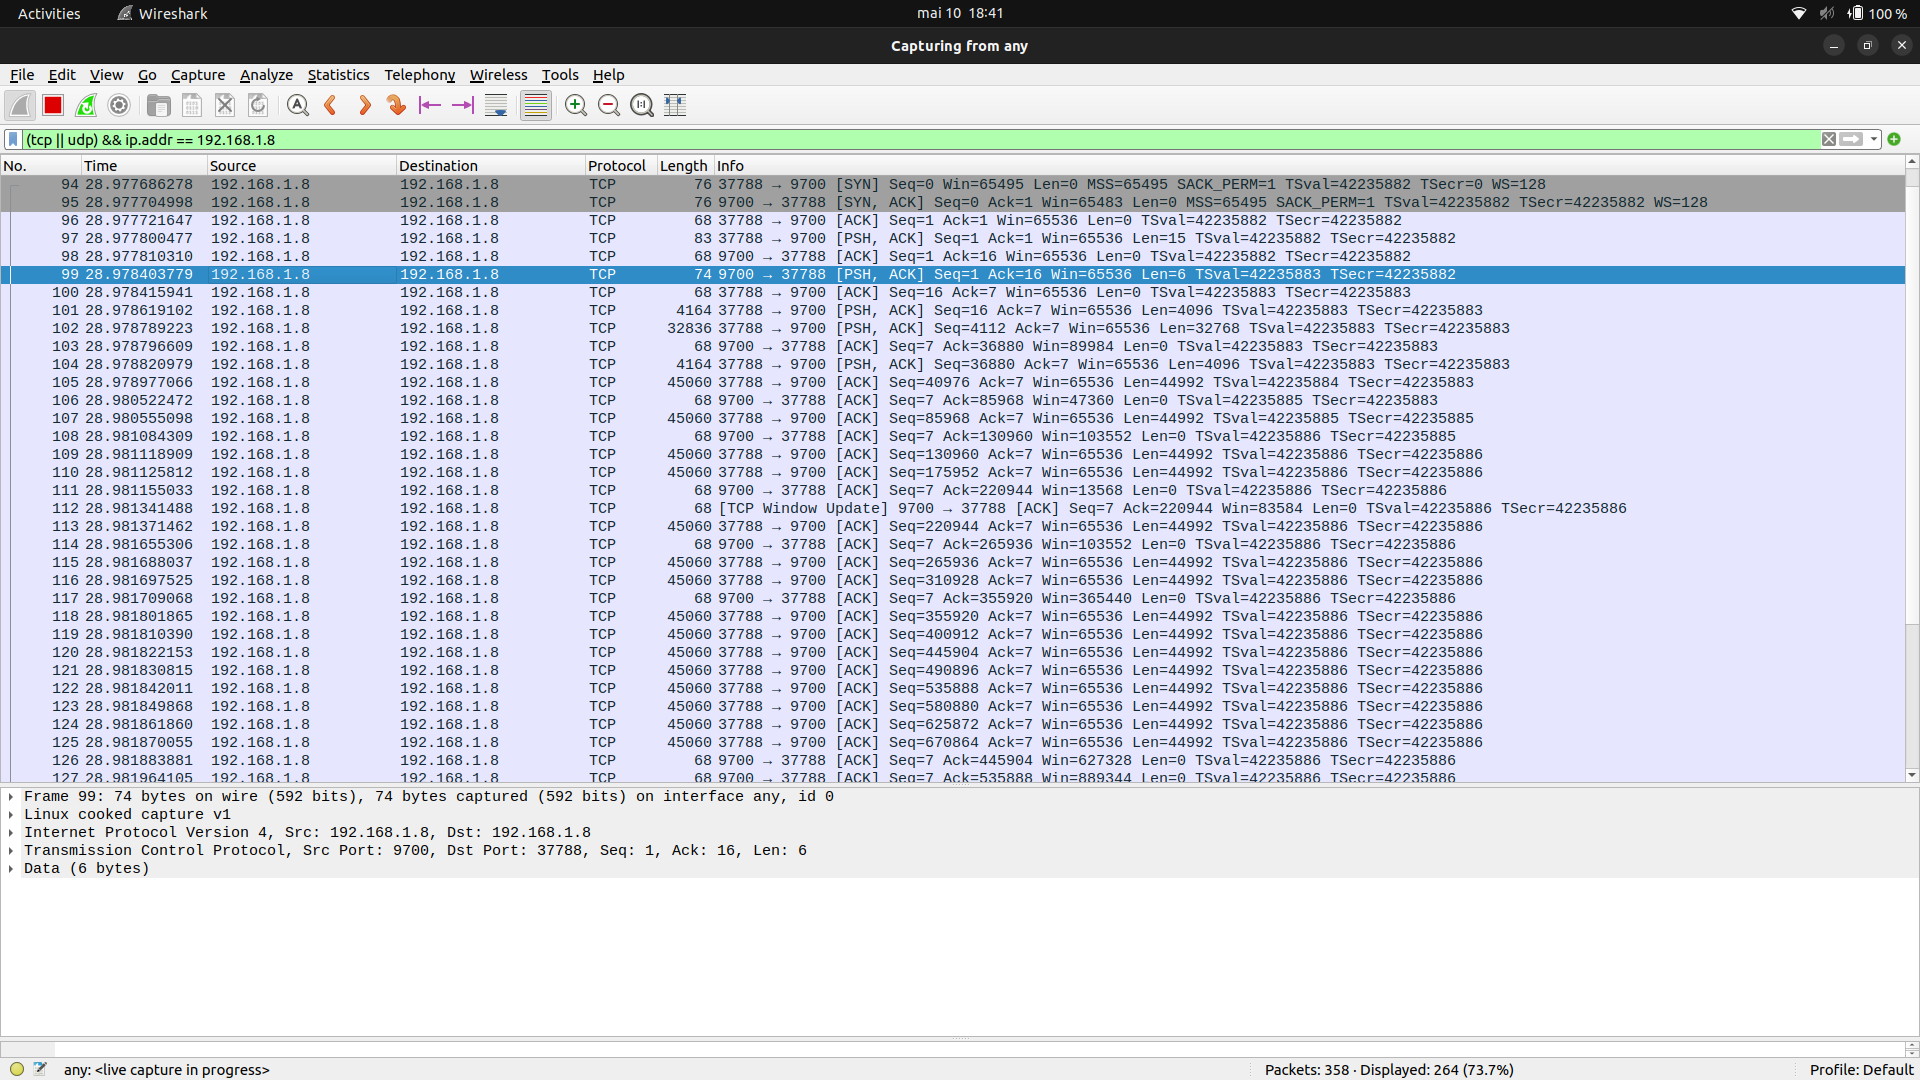 Activities Wireshark mai 10 18:41 100 %
Capturing from any
File Edit View Go Capture Analyze Statistics Telephony Wireless Tools Help
(tcp || udp) && ip.addr == 192.168.1.8
No. Time Source Destination Protocol Length Info
94 28.977686278 192.168.1.8 192.168.1.8 TCP 76 37788 → 9700 [SYN] Seq=0 Win=65495 Len=0 MSS=65495 SACK_PERM=1 TSval=42235882 TSecr=0 WS=128
95 28.977704998 192.168.1.8 192.168.1.8 TCP 76 9700 → 37788 [SYN, ACK] Seq=0 Ack=1 Win=65483 Len=0 MSS=65495 SACK_PERM=1 TSval=42235882 TSecr=42235882 WS=128
96 28.977721647 192.168.1.8 192.168.1.8 TCP 68 37788 → 9700 [ACK] Seq=1 Ack=1 Win=65536 Len=0 TSval=42235882 TSecr=42235882
97 28.977800477 192.168.1.8 192.168.1.8 TCP 83 37788 → 9700 [PSH, ACK] Seq=1 Ack=1 Win=65536 Len=15 TSval=42235882 TSecr=42235882
98 28.977810310 192.168.1.8 192.168.1.8 TCP 68 9700 → 37788 [ACK] Seq=1 Ack=16 Win=65536 Len=0 TSval=42235882 TSecr=42235882
99 28.978403779 192.168.1.8 192.168.1.8 TCP 74 9700 → 37788 [PSH, ACK] Seq=1 Ack=16 Win=65536 Len=6 TSval=42235883 TSecr=42235882
100 28.978415941 192.168.1.8 192.168.1.8 TCP 68 37788 → 9700 [ACK] Seq=16 Ack=7 Win=65536 Len=0 TSval=42235883 TSecr=42235883
101 28.978619102 192.168.1.8 192.168.1.8 TCP 4164 37788 → 9700 [PSH, ACK] Seq=16 Ack=7 Win=65536 Len=4096 TSval=42235883 TSecr=42235883
102 28.978789223 192.168.1.8 192.168.1.8 TCP 32836 37788 → 9700 [PSH, ACK] Seq=4112 Ack=7 Win=65536 Len=32768 TSval=42235883 TSecr=42235883
103 28.978796609 192.168.1.8 192.168.1.8 TCP 68 9700 → 37788 [ACK] Seq=7 Ack=36880 Win=89984 Len=0 TSval=42235883 TSecr=42235883
104 28.978820979 192.168.1.8 192.168.1.8 TCP 4164 37788 → 9700 [PSH, ACK] Seq=36880 Ack=7 Win=65536 Len=4096 TSval=42235883 TSecr=42235883
105 28.978977066 192.168.1.8 192.168.1.8 TCP 45060 37788 → 9700 [ACK] Seq=40976 Ack=7 Win=65536 Len=44992 TSval=42235884 TSecr=42235883
106 28.980522472 192.168.1.8 192.168.1.8 TCP 68 9700 → 37788 [ACK] Seq=7 Ack=85968 Win=47360 Len=0 TSval=42235885 TSecr=42235883
107 28.980555098 192.168.1.8 192.168.1.8 TCP 45060 37788 → 9700 [ACK] Seq=85968 Ack=7 Win=65536 Len=44992 TSval=42235885 TSecr=42235885
108 28.981084309 192.168.1.8 192.168.1.8 TCP 68 9700 → 37788 [ACK] Seq=7 Ack=130960 Win=103552 Len=0 TSval=42235886 TSecr=42235885
109 28.981118909 192.168.1.8 192.168.1.8 TCP 45060 37788 → 9700 [ACK] Seq=130960 Ack=7 Win=65536 Len=44992 TSval=42235886 TSecr=42235886
110 28.981125812 192.168.1.8 192.168.1.8 TCP 45060 37788 → 9700 [ACK] Seq=175952 Ack=7 Win=65536 Len=44992 TSval=42235886 TSecr=42235886
111 28.981155033 192.168.1.8 192.168.1.8 TCP 68 9700 → 37788 [ACK] Seq=7 Ack=220944 Win=13568 Len=0 TSval=42235886 TSecr=42235886
112 28.981341488 192.168.1.8 192.168.1.8 TCP 68 [TCP Window Update] 9700 → 37788 [ACK] Seq=7 Ack=220944 Win=83584 Len=0 TSval=42235886 TSecr=42235886
113 28.981371462 192.168.1.8 192.168.1.8 TCP 45060 37788 → 9700 [ACK] Seq=220944 Ack=7 Win=65536 Len=44992 TSval=42235886 TSecr=42235886
114 28.981655306 192.168.1.8 192.168.1.8 TCP 68 9700 → 37788 [ACK] Seq=7 Ack=265936 Win=103552 Len=0 TSval=42235886 TSecr=42235886
115 28.981688037 192.168.1.8 192.168.1.8 TCP 45060 37788 → 9700 [ACK] Seq=265936 Ack=7 Win=65536 Len=44992 TSval=42235886 TSecr=42235886
116 28.981697525 192.168.1.8 192.168.1.8 TCP 45060 37788 → 9700 [ACK] Seq=310928 Ack=7 Win=65536 Len=44992 TSval=42235886 TSecr=42235886
117 28.981709068 192.168.1.8 192.168.1.8 TCP 68 9700 → 37788 [ACK] Seq=7 Ack=355920 Win=365440 Len=0 TSval=42235886 TSecr=42235886
118 28.981801865 192.168.1.8 192.168.1.8 TCP 45060 37788 → 9700 [ACK] Seq=355920 Ack=7 Win=65536 Len=44992 TSval=42235886 TSecr=42235886
119 28.981810390 192.168.1.8 192.168.1.8 TCP 45060 37788 → 9700 [ACK] Seq=400912 Ack=7 Win=65536 Len=44992 TSval=42235886 TSecr=42235886
120 28.981822153 192.168.1.8 192.168.1.8 TCP 45060 37788 → 9700 [ACK] Seq=445904 Ack=7 Win=65536 Len=44992 TSval=42235886 TSecr=42235886
121 28.981830815 192.168.1.8 192.168.1.8 TCP 45060 37788 → 9700 [ACK] Seq=490896 Ack=7 Win=65536 Len=44992 TSval=42235886 TSecr=42235886
122 28.981842011 192.168.1.8 192.168.1.8 TCP 45060 37788 → 9700 [ACK] Seq=535888 Ack=7 Win=65536 Len=44992 TSval=42235886 TSecr=42235886
123 28.981849868 192.168.1.8 192.168.1.8 TCP 45060 37788 → 9700 [ACK] Seq=580880 Ack=7 Win=65536 Len=44992 TSval=42235886 TSecr=42235886
124 28.981861860 192.168.1.8 192.168.1.8 TCP 45060 37788 → 9700 [ACK] Seq=625872 Ack=7 Win=65536 Len=44992 TSval=42235886 TSecr=42235886
125 28.981870055 192.168.1.8 192.168.1.8 TCP 45060 37788 → 9700 [ACK] Seq=670864 Ack=7 Win=65536 Len=44992 TSval=42235886 TSecr=42235886
126 28.981883881 192.168.1.8 192.168.1.8 TCP 68 9700 → 37788 [ACK] Seq=7 Ack=445904 Win=627328 Len=0 TSval=42235886 TSecr=42235886
127 28.981964105 192.168.1.8 192.168.1.8 TCP 68 9700 → 37788 [ACK] Seq=7 Ack=535888 Win=889344 Len=0 TSval=42235886 TSecr=42235886
Frame 99: 74 bytes on wire (592 bits), 74 bytes captured (592 bits) on interface any, id 0
Linux cooked capture v1
Internet Protocol Version 4, Src: 192.168.1.8, Dst: 192.168.1.8
Transmission Control Protocol, Src Port: 9700, Dst Port: 37788, Seq: 1, Ack: 16, Len: 6
Data (6 bytes)
any: <live capture in progress> Packets: 358 · Displayed: 264 (73.7%) Profile: Default